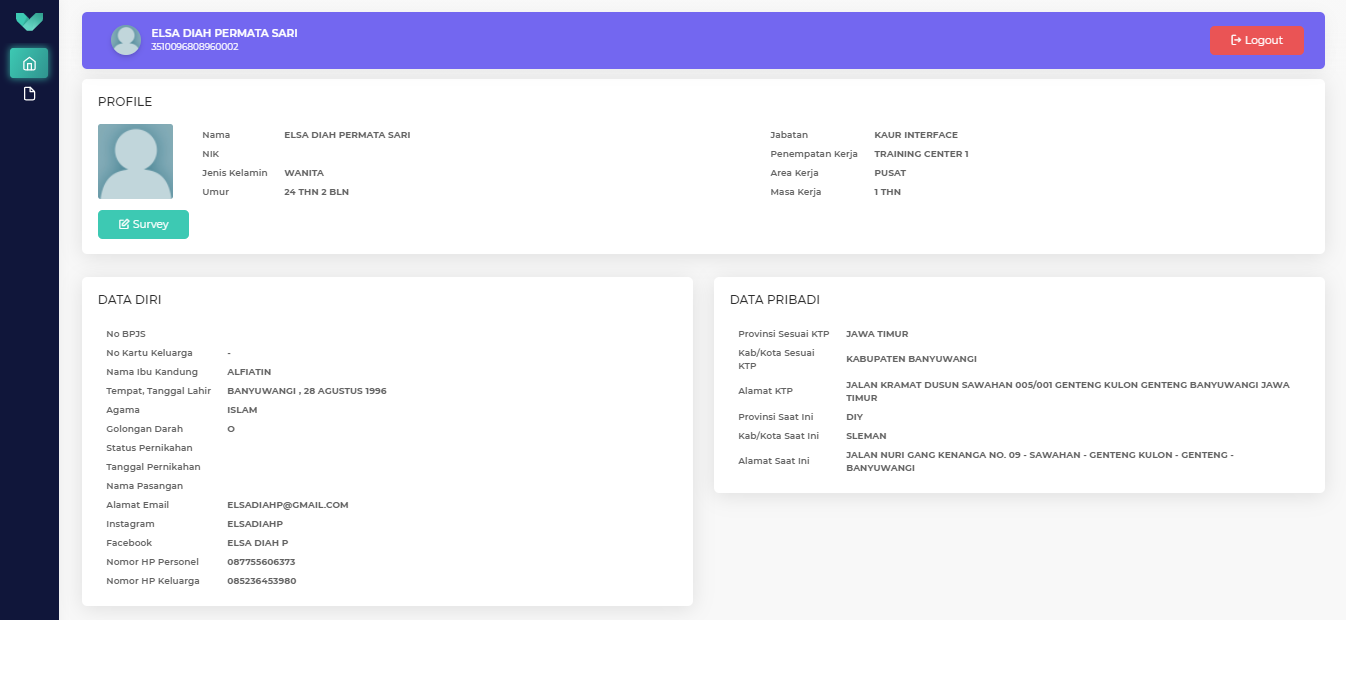 ELSA DIAH PERMATA SARI
3510096808960002
Logout
PROFILE
Nama ELSA DIAH PERMATA SARI
NIK
Jenis Kelamin WANITA
Umur 24 THN 2 BLN
Jabatan KAUR INTERFACE
Penempatan Kerja TRAINING CENTER 1
Area Kerja PUSAT
Masa Kerja 1 THN
Survey
DATA DIRI
No BPJS
No Kartu Keluarga -
Nama Ibu Kandung ALFIATIN
Tempat, Tanggal Lahir BANYUWANGI , 28 AGUSTUS 1996
Agama ISLAM
Golongan Darah O
Status Pernikahan
Tanggal Pernikahan
Nama Pasangan
Alamat Email ELSADIAHP@GMAIL.COM
Instagram ELSADIAHP
Facebook ELSA DIAH P
Nomor HP Personel 087755606373
Nomor HP Keluarga 085236453980
DATA PRIBADI
Provinsi Sesuai KTP JAWA TIMUR
Kab/Kota Sesuai
KTP
KABUPATEN BANYUWANGI
Alamat KTP
JALAN KRAMAT DUSUN SAWAHAN 005/001 GENTENG KULON GENTENG BANYUWANGI JAWA
TIMUR
Provinsi Saat Ini DIY
Kab/Kota Saat Ini SLEMAN
Alamat Saat Ini
JALAN NURI GANG KENANGA NO. 09 - SAWAHAN - GENTENG KULON - GENTENG -
BANYUWANGI